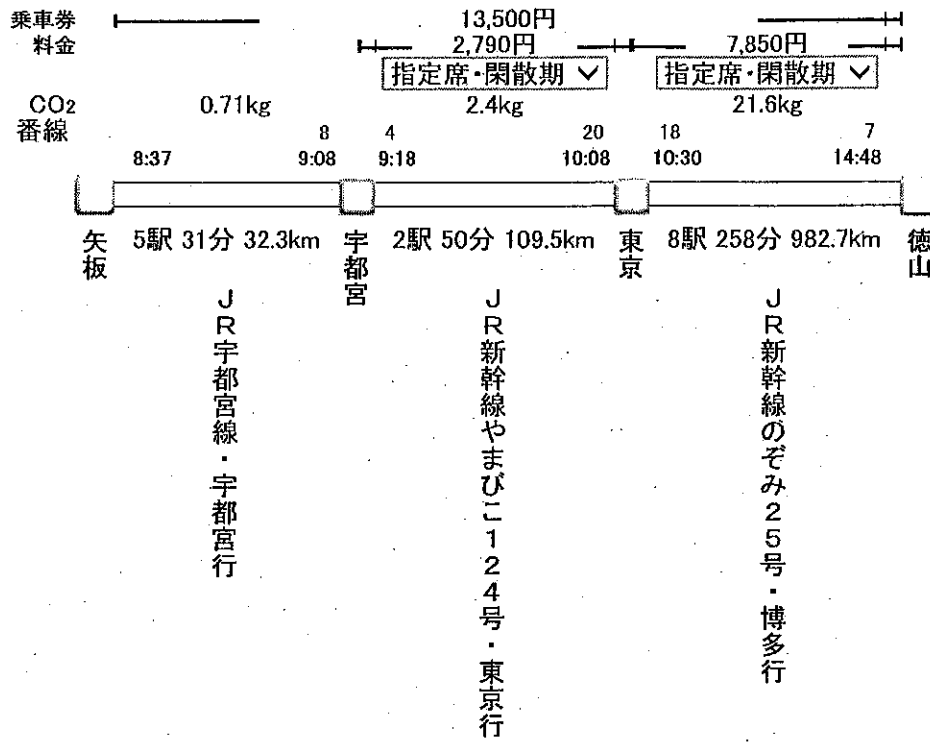 乗車券 13,500円
料金 2,790円 7,850円
指定席・閑散期 指定席・閑散期
CO2 0.71kg 2.4kg 21.6kg
番線 8 4 20 18 7
8:37 9:08 9:18 10:08 10:30 14:48
矢板 5駅 31分 32.3km 宇都宮 2駅 50分 109.5km 東京 8駅 258分 982.7km 徳山
JR宇都宮線・宇都宮行
JR新幹線やまびこ124号・東京行
JR新幹線のぞみ25号・博多行